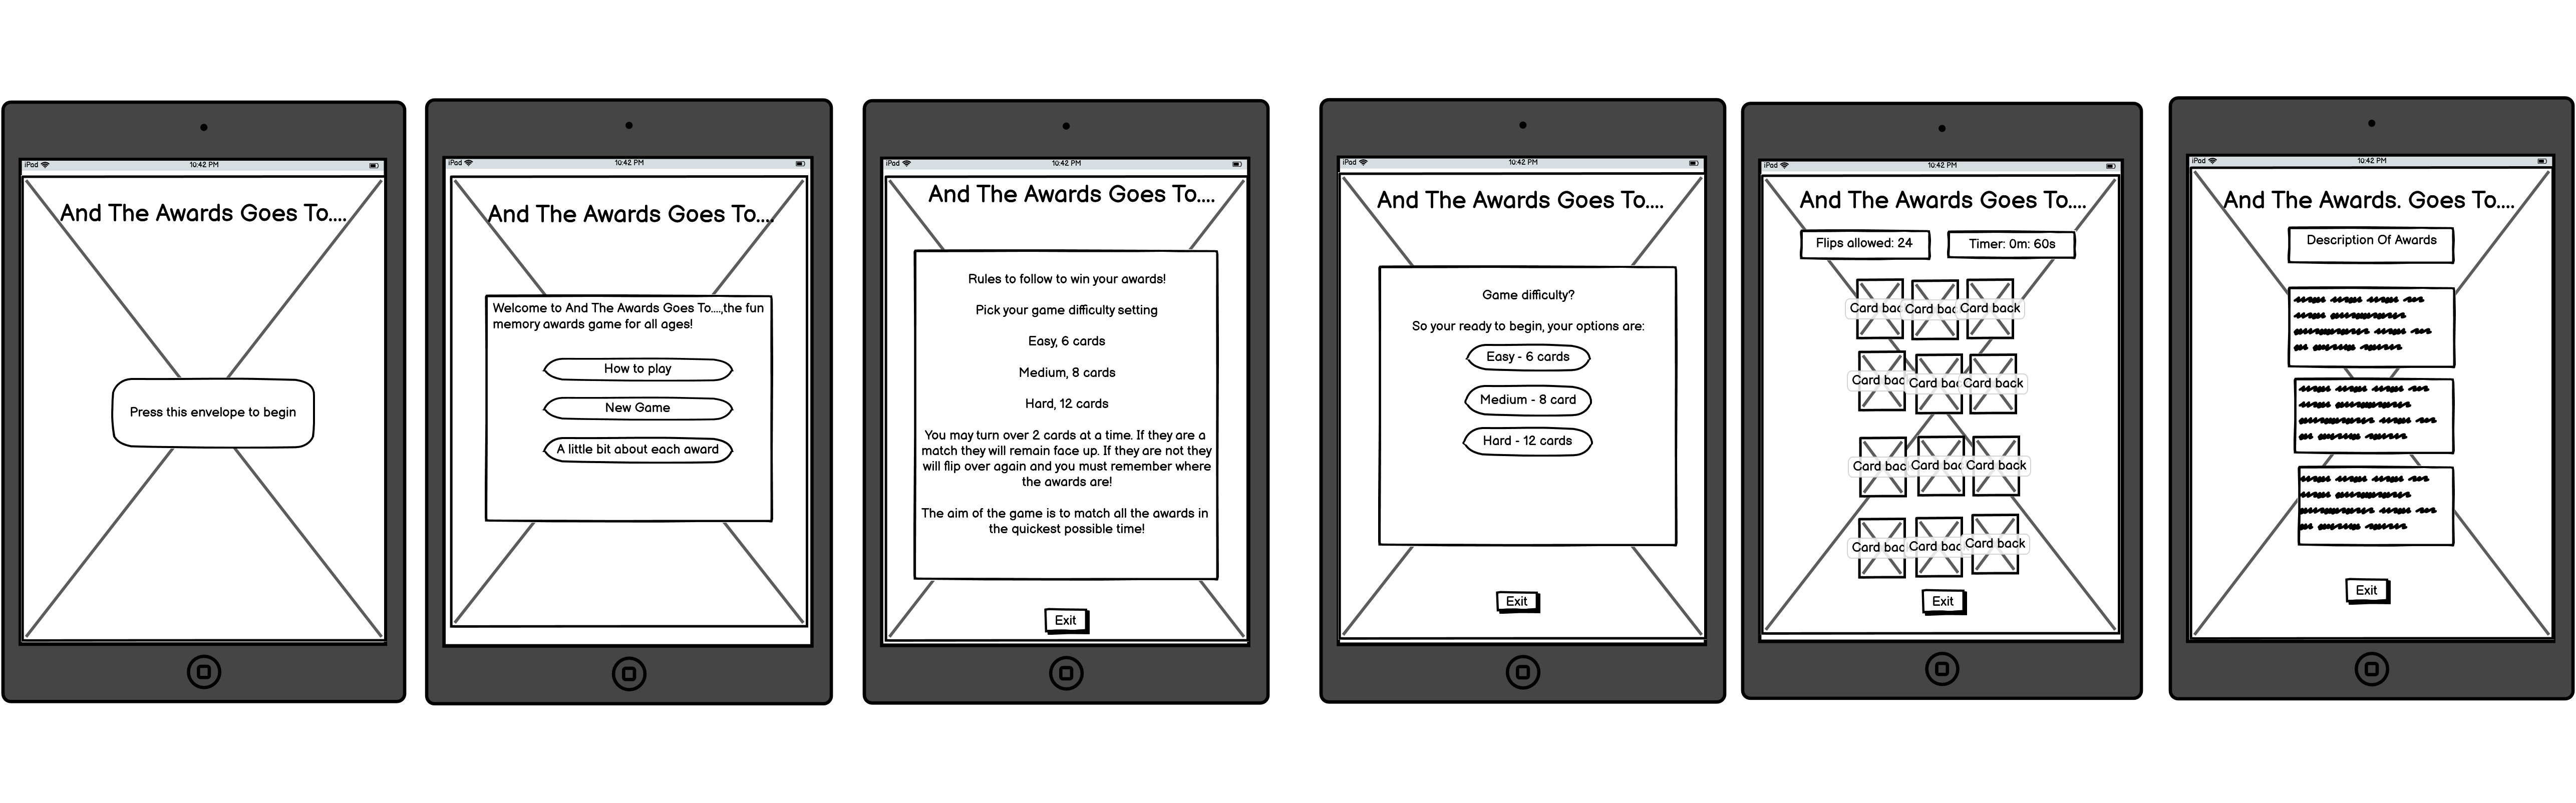 iPad
10:42 PM
And The Awards Goes To....
Press this envelope to begin
iPad
10:42 PM
And The Awards Goes To....
Welcome to And The Awards Goes To....,the fun
memory awards game for all ages!
How to play
New Game
A little bit about each award
iPad
10:42 PM
And The Awards Goes To....
Rules to follow to win your awards!
Pick your game difficulty setting
Easy, 6 cards
Medium, 8 cards
Hard, 12 cards
You may turn over 2 cards at a time. If they are a
match they will remain face up. If they are not they
will flip over again and you must remember where
the awards are!
The aim of the game is to match all the awards in
the quickest possible time!
Exit
iPad
10:42 PM
And The Awards Goes To....
Game difficulty?
So your ready to begin, your options are:
Easy - 6 cards
Medium - 8 card
Hard - 12 cards
Exit
iPad
10:42 PM
And The Awards Goes To....
Flips allowed: 24
Timer: 0m: 60s
Card bac Card bac Card back
Card bac Card bac Card back
Card bac Card bac Card back
Card bac Card bac Card back
Exit
iPad
10:42 PM
And The Awards. Goes To....
Description Of Awards
Exit